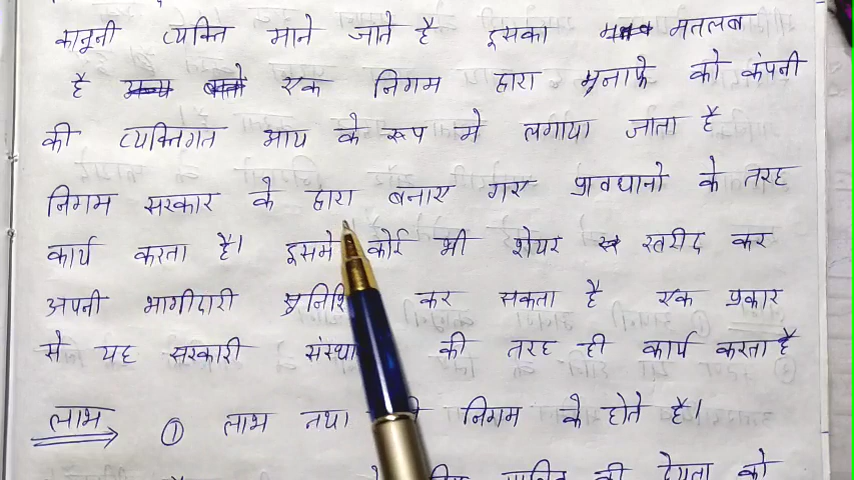 कानूनी व्यक्ति माने जाते है इसका मतलब
है एक निगम द्वारा मुनाफे को कंपनी
की व्यक्तिगत आय के रूप मे लगाया जाता है
निगम सरकार के द्वारा बनाए गए प्रावधानो के तरह
कार्य करता है। इसमे कोई भी शेयर खरीद कर
अपनी भागीदारी कर सकता है एक प्रकार
से यह सरकारी की तरह ही कार्य करता है
लाभ ① लाभ तथा निगम के होते है।
की देयता को